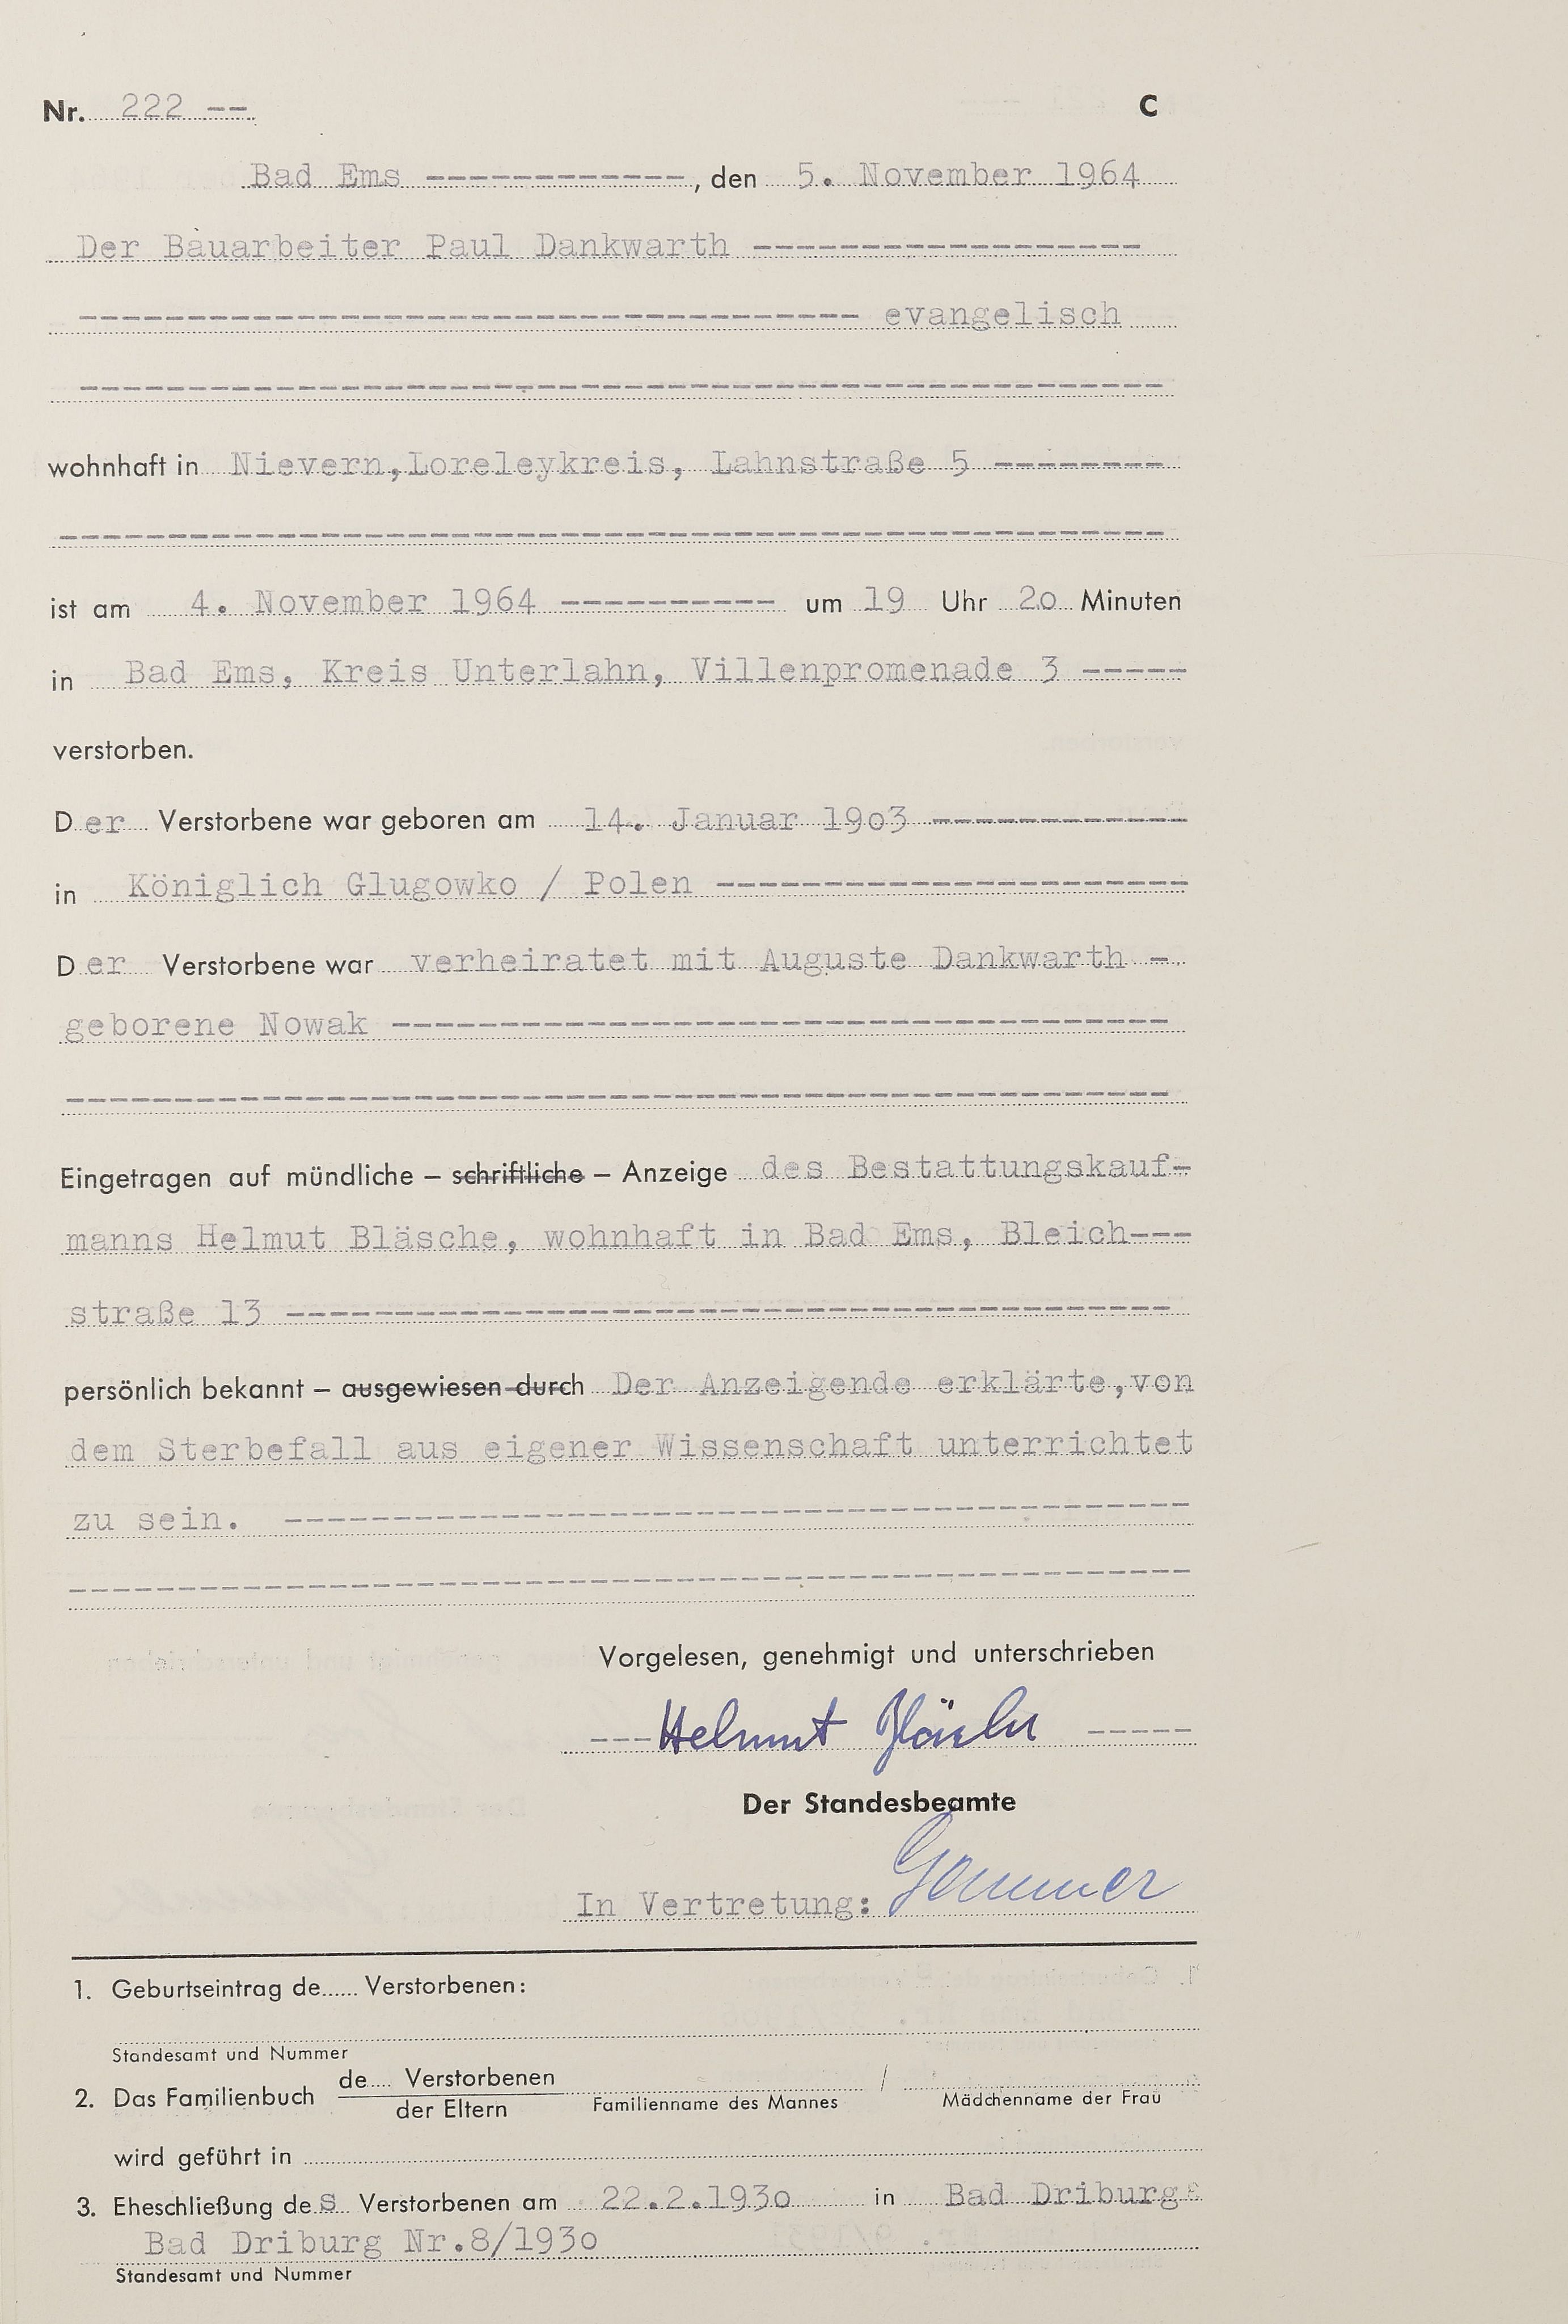 Nr. 222 -- C
Bad Ems ------------, den 5. November 1964
Der Bauarbeiter Paul Dankwarth ------------------
------------------------------------ evangelisch
--------------------------------------------------
wohnhaft in Nievern,Loreleykreis, Lahnstraße 5 --------
---------------------------------------------------
ist am 4. November 1964 ---------- um 19 Uhr 2o Minuten
in Bad Ems, Kreis Unterlahn, Villenpromenade 3 -----
verstorben.
Der Verstorbene war geboren am 14. Januar 19o3 ------------
in Königlich Glugowko / Polen ----------------------
Der Verstorbene war verheiratet mit Auguste Dankwarth -
geborene Nowak ------------------------------------
---------------------------------------------------
Eingetragen auf mündliche – schriftliche – Anzeige des Bestattungskauf-
manns Helmut Bläsche, wohnhaft in Bad Ems, Bleich---
straße 13 -----------------------------------------
persönlich bekannt – ausgewiesen durch Der Anzeigende erklärte,von
dem Sterbefall aus eigener Wissenschaft unterrichtet
zu sein. ------------------------------------------
----------------------------------------------------
Vorgelesen, genehmigt und unterschrieben
---Helmut Bläsche -----
Der Standesbeamte
In Vertretung:
1. Geburtseintrag de...... Verstorbenen:
Standesamt und Nummer
2. Das Familienbuch de.... Verstorbenen /
der Eltern Familienname des Mannes Mädchenname der Frau
wird geführt in
3. Eheschließung des Verstorbenen am 22.2.193o in Bad Driburg
Bad Driburg Nr.8/193o
Standesamt und Nummer